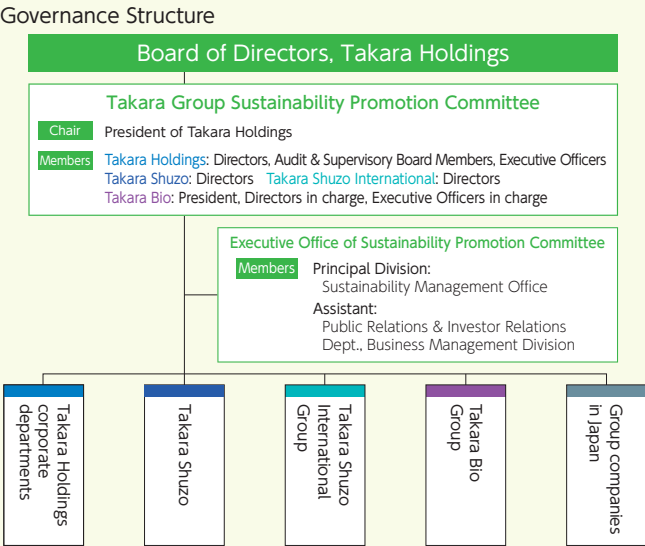 Governance Structure
Board of Directors, Takara Holdings
Takara Group Sustainability Promotion Committee
Chair President of Takara Holdings
Members Takara Holdings: Directors, Audit & Supervisory Board Members, Executive Officers
Takara Shuzo: Directors Takara Shuzo International: Directors
Takara Bio: President, Directors in charge, Executive Officers in charge
Executive Office of Sustainability Promotion Committee
Members Principal Division:
Sustainability Management Office
Assistant:
Public Relations & Investor Relations
Dept., Business Management Division
Takara Holdings
corporate
departments
Takara Shuzo
Takara Shuzo
International
Group
Takara Bio
Group
Group companies
in Japan